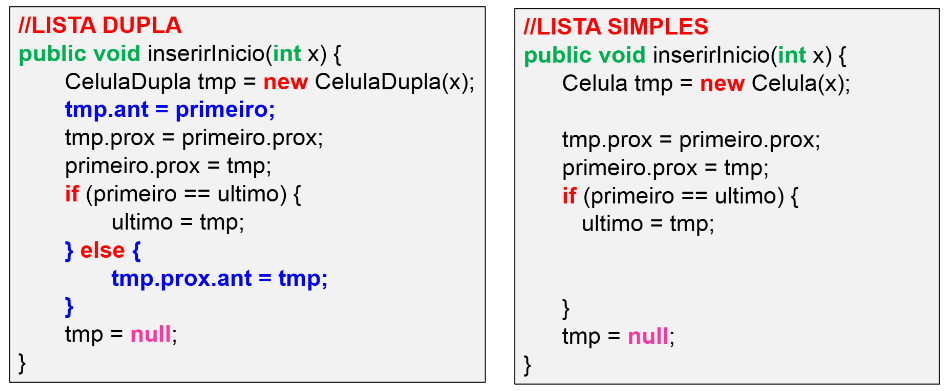 //LISTA DUPLA
public void inserirInicio(int x) {
CelulaDupla tmp = new CelulaDupla(x);
tmp.ant = primeiro;
tmp.prox = primeiro.prox;
primeiro.prox = tmp;
if (primeiro == ultimo) {
ultimo = tmp;
} else {
tmp.prox.ant = tmp;
}
tmp = null;
}
//LISTA SIMPLES
public void inserirInicio(int x) {
Celula tmp = new Celula(x);
tmp.prox = primeiro.prox;
primeiro.prox = tmp;
if (primeiro == ultimo) {
ultimo = tmp;
}
tmp = null;
}